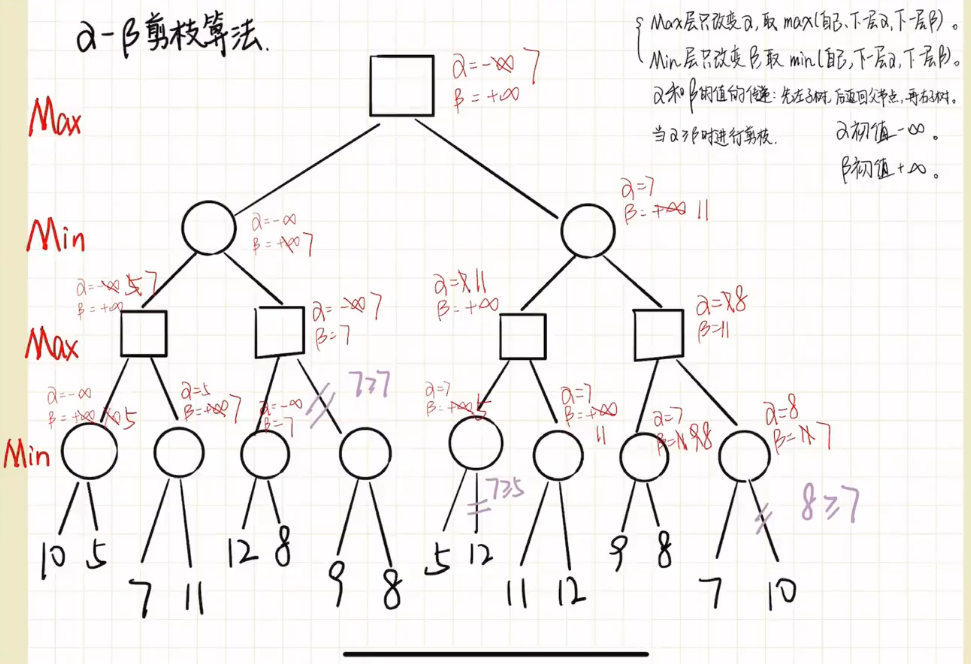 α-β剪枝算法.
Max层只改变α,取max(自己、下一层α,下一层β)。
Min层只改变β,取min(自己,下一层α,下一层β)。
α和β的值的传递:先左子树,后返回父节点,再右子树。
当α≥β时进行剪枝.
α初值-∞。
β初值+∞。
Max
α=-∞ 7
β=+∞
Min
α=-∞
β=+∞ 7
α=7
β=+∞ 11
Max
α=-∞ 5 7
β=+∞
α=-∞ 7
β=7
α=7 11
β=+∞
α=7 8
β=11
7≥7
Min
α=-∞
β=+∞ 10 5
α=5
β=+∞ 7
α=-∞
β=7
α=7
β=+∞ 5
α=7
β=+∞
11
α=7
β=11 9 8
α=8
β=11 7
7≥5
8≥7
10 5
7 11
12 8
9 8
5 12
11 12
9 8
7 10